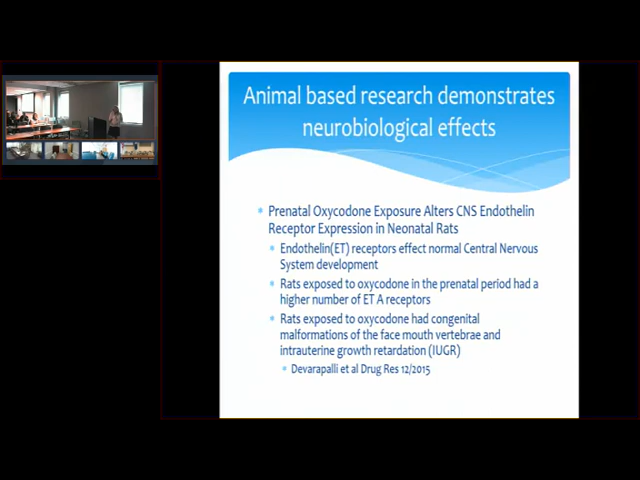 Animal based research demonstrates
neurobiological effects
Prenatal Oxycodone Exposure Alters CNS Endothelin
Receptor Expression in Neonatal Rats
Endothelin(ET) receptors effect normal Central Nervous
System development
Rats exposed to oxycodone in the prenatal period had a
higher number of ET A receptors
Rats exposed to oxycodone had congenital
malformations of the face mouth vertebrae and
intrauterine growth retardation (IUGR)
Devarapalli et al Drug Res 12/2015